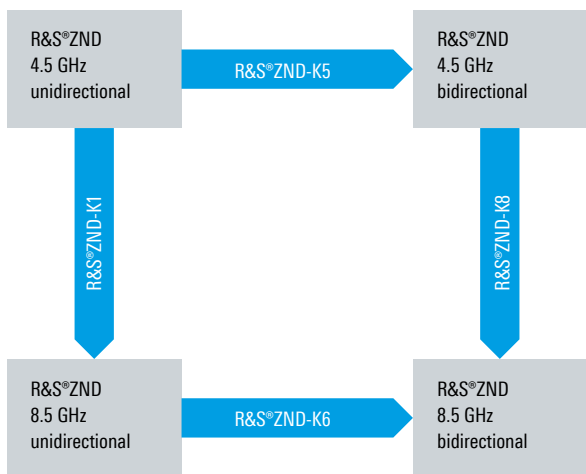 R&S®ZND
4.5 GHz
unidirectional
R&S®ZND-K5
R&S®ZND
4.5 GHz
bidirectional
R&S®ZND-K1
R&S®ZND-K8
R&S®ZND
8.5 GHz
unidirectional
R&S®ZND-K6
R&S®ZND
8.5 GHz
bidirectional